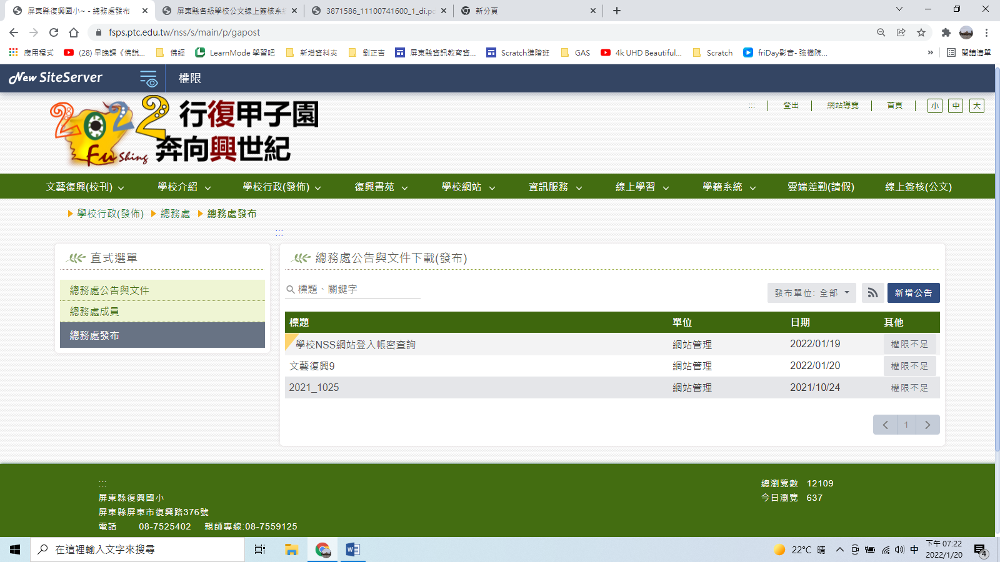 屏東縣復興國小~ - 總務處發布
屏東縣各級學校公文線上簽核系
3871586_11100741600_1_di.pd
新分頁
fsps.ptc.edu.tw/nss/s/main/p/gapost
應用程式
(28) 早晚課《佛說...
佛經
LearnMode 學習吧
新增資料夾
劉正吉
屏東縣資訊教育資...
Scratch進階班
GAS
4k UHD Beautiful...
Scratch
friDay影音- 強檔院...
»
閱讀清單
New SiteServer
權限
2022 行復甲子園
Fu Shing 奔向興世紀
:::
登出
網站導覽
首頁
小 中 大
文藝復興(校刊)
學校介紹
學校行政(發佈)
復興書苑
學校網站
資訊服務
線上學習
學籍系統
雲端差勤(請假)
線上簽核(公文)
學校行政(發佈) 總務處 總務處發布
:::
直式選單
總務處公告與文件
總務處成員
總務處發布
總務處公告與文件下載(發布)
標題、關鍵字
發布單位: 全部
新增公告
標題 單位 日期 其他
學校NSS網站登入帳密查詢 網站管理 2022/01/19 權限不足
文藝復興9 網站管理 2022/01/20 權限不足
2021_1025 網站管理 2021/10/24 權限不足
1
:::
屏東縣復興國小
屏東縣屏東市復興路376號
電話 08-7525402 親師專線:08-7559125
總瀏覽數 12109
今日瀏覽 637
在這裡輸入文字來搜尋
22°C 晴
中
下午 07:22
2022/1/20
4